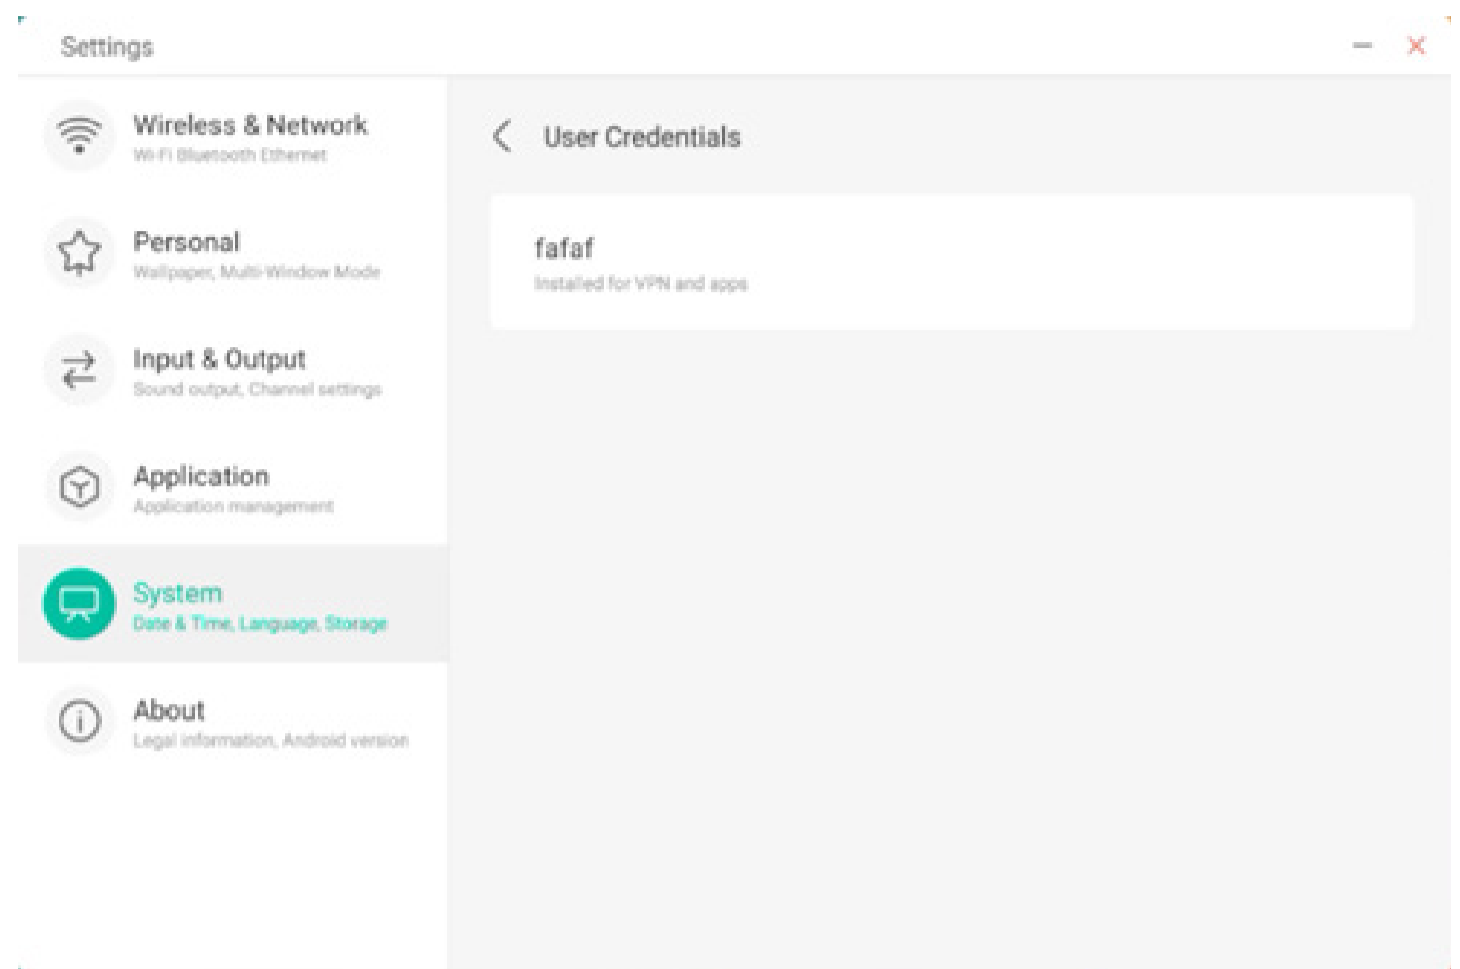 Settings
Wireless & Network
Wi-Fi Bluetooth Ethernet
Personal
Wallpaper, Multi-Window Mode
Input & Output
Sound output, Channel settings
Application
Application management
System
Date & Time, Language, Storage
About
Legal information, Android version
User Credentials
fafaf
Installed for VPN and apps